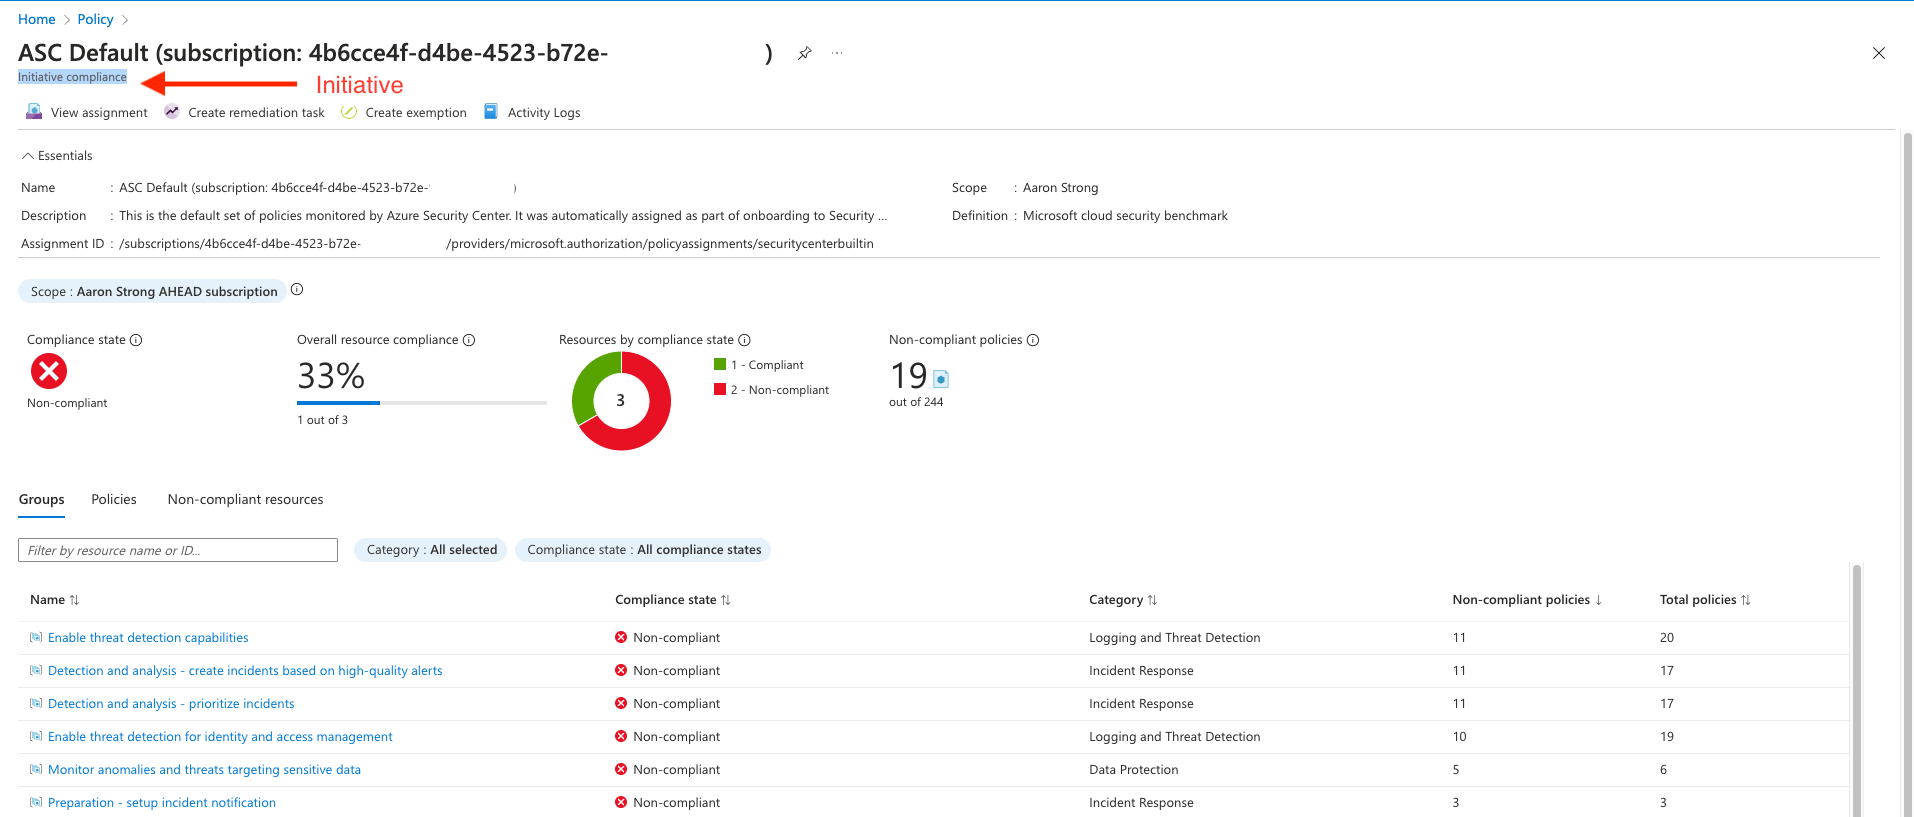 Home > Policy >
ASC Default (subscription: 4b6cce4f-d4be-4523-b72e- ) ...
Initiative compliance
Initiative
View assignment Create remediation task Create exemption Activity Logs
Essentials
Name : ASC Default (subscription: 4b6cce4f-d4be-4523-b72e- ) Scope : Aaron Strong
Description : This is the default set of policies monitored by Azure Security Center. It was automatically assigned as part of onboarding to Security ... Definition : Microsoft cloud security benchmark
Assignment ID : /subscriptions/4b6cce4f-d4be-4523-b72e- /providers/microsoft.authorization/policyassignments/securitycenterbuiltin
Scope : Aaron Strong AHEAD subscription
Compliance state Overall resource compliance Resources by compliance state Non-compliant policies
Non-compliant
33%
1 out of 3
3
1 - Compliant
2 - Non-compliant
19
out of 244
Groups Policies Non-compliant resources
Filter by resource name or ID... Category : All selected Compliance state : All compliance states
Name Compliance state Category Non-compliant policies Total policies
Enable threat detection capabilities Non-compliant Logging and Threat Detection 11 20
Detection and analysis - create incidents based on high-quality alerts Non-compliant Incident Response 11 17
Detection and analysis - prioritize incidents Non-compliant Incident Response 11 17
Enable threat detection for identity and access management Non-compliant Logging and Threat Detection 10 19
Monitor anomalies and threats targeting sensitive data Non-compliant Data Protection 5 6
Preparation - setup incident notification Non-compliant Incident Response 3 3